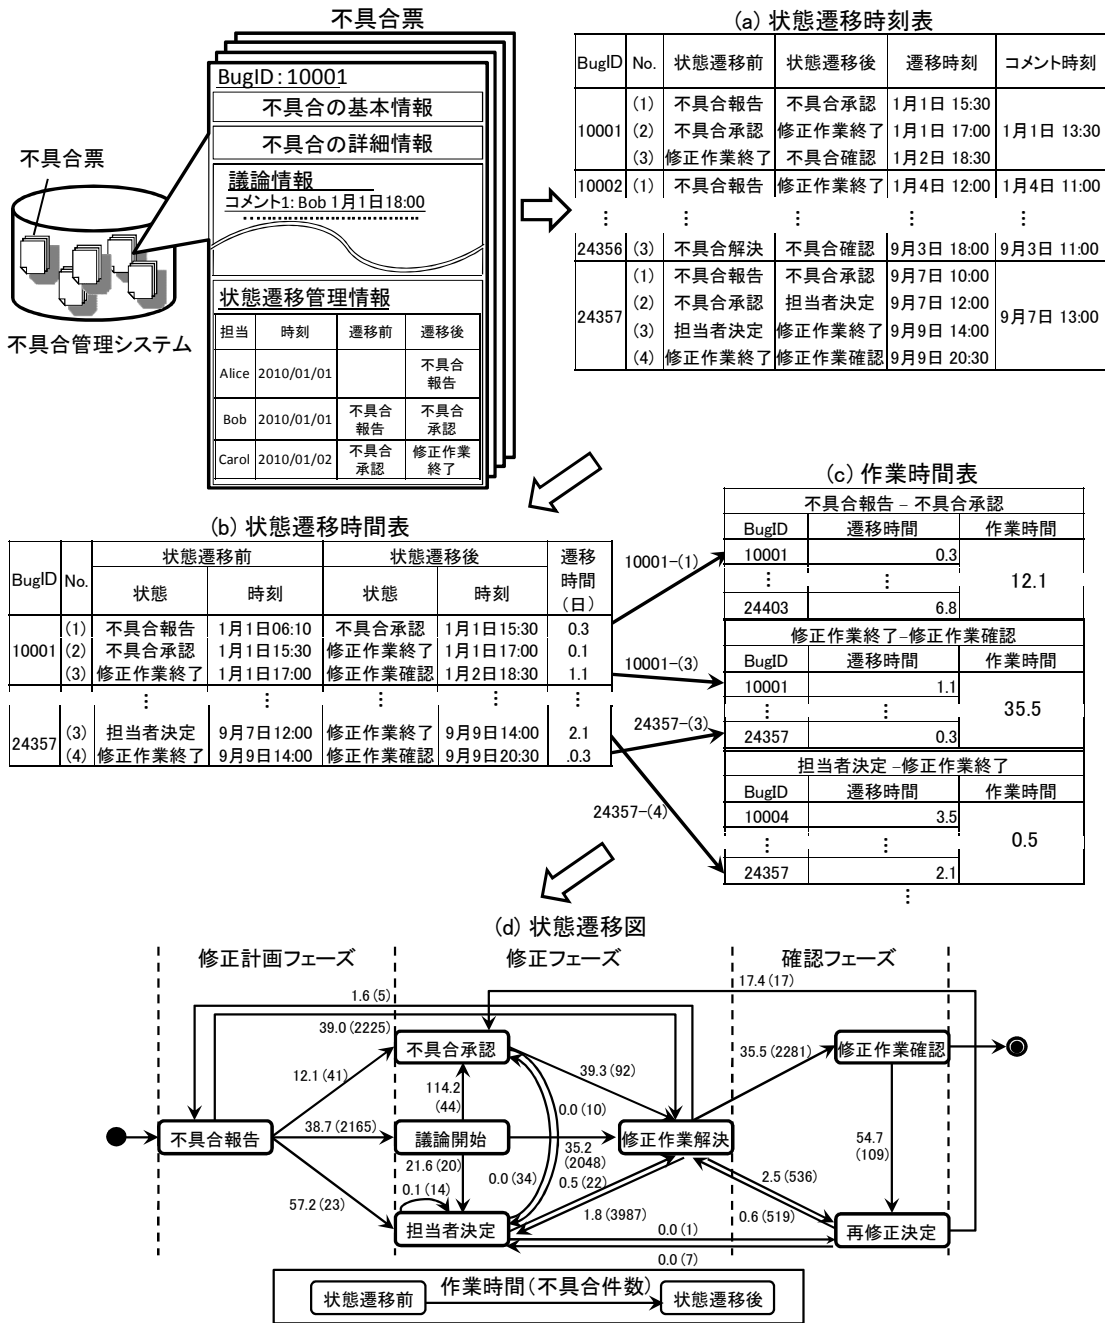 不具合票
BugID:10001
不具合の基本情報
不具合の詳細情報
議論情報
コメント1: Bob 1月1日18:00
状態遷移管理情報
担当 時刻 遷移前 遷移後
Alice 2010/01/01 不具合報告
Bob 2010/01/01 不具合報告 不具合承認
Carol 2010/01/02 不具合承認 修正作業終了
不具合票
不具合管理システム
(a) 状態遷移時刻表
BugID No. 状態遷移前 状態遷移後 遷移時刻 コメント時刻
(1) 不具合報告 不具合承認 1月1日 15:30
10001 (2) 不具合承認 修正作業終了 1月1日 17:00 1月1日 13:30
(3) 修正作業終了 不具合確認 1月2日 18:30
10002 (1) 不具合報告 修正作業終了 1月4日 12:00 1月4日 11:00
⋮ ⋮ ⋮ ⋮ ⋮
24356 (3) 不具合解決 不具合確認 9月3日 18:00 9月3日 11:00
(1) 不具合報告 不具合承認 9月7日 10:00
24357 (2) 不具合承認 担当者決定 9月7日 12:00 9月7日 13:00
(3) 担当者決定 修正作業終了 9月9日 14:00
(4) 修正作業終了 修正作業確認 9月9日 20:30
(b) 状態遷移時間表
BugID No. 状態遷移前 状態遷移後 遷移時間(日)
状態 時刻 状態 時刻
(1) 不具合報告 1月1日06:10 不具合承認 1月1日15:30 0.3
10001 (2) 不具合承認 1月1日15:30 修正作業終了 1月1日17:00 0.1
(3) 修正作業終了 1月1日17:00 修正作業確認 1月2日18:30 1.1
⋮ ⋮ ⋮ ⋮ ⋮
24357 (3) 担当者決定 9月7日12:00 修正作業終了 9月9日14:00 2.1
(4) 修正作業終了 9月9日14:00 修正作業確認 9月9日20:30 .0.3
10001-(1)
10001-(3)
24357-(3)
24357-(4)
(c) 作業時間表
不具合報告 – 不具合承認
BugID 遷移時間 作業時間
10001 0.3
⋮ ⋮ 12.1
24403 6.8
修正作業終了–修正作業確認
BugID 遷移時間 作業時間
10001 1.1
⋮ ⋮ 35.5
24357 0.3
担当者決定 –修正作業終了
BugID 遷移時間 作業時間
10004 3.5
⋮ ⋮ 0.5
24357 2.1
⋮
(d) 状態遷移図
修正計画フェーズ 修正フェーズ 確認フェーズ
17.4 (17)
1.6 (5)
39.0 (2225)
不具合承認
修正作業確認
35.5 (2281)
39.3 (92)
12.1 (41)
114.2
(44)
0.0 (10)
38.7 (2165)
不具合報告
議論開始
修正作業解決
35.2
(2048)
54.7
(109)
21.6 (20)
0.0 (34)
0.5 (22)
2.5 (536)
0.1 (14)
57.2 (23)
1.8 (3987)
0.6 (519)
担当者決定
0.0 (1)
再修正決定
0.0 (7)
状態遷移前 作業時間(不具合件数) 状態遷移後